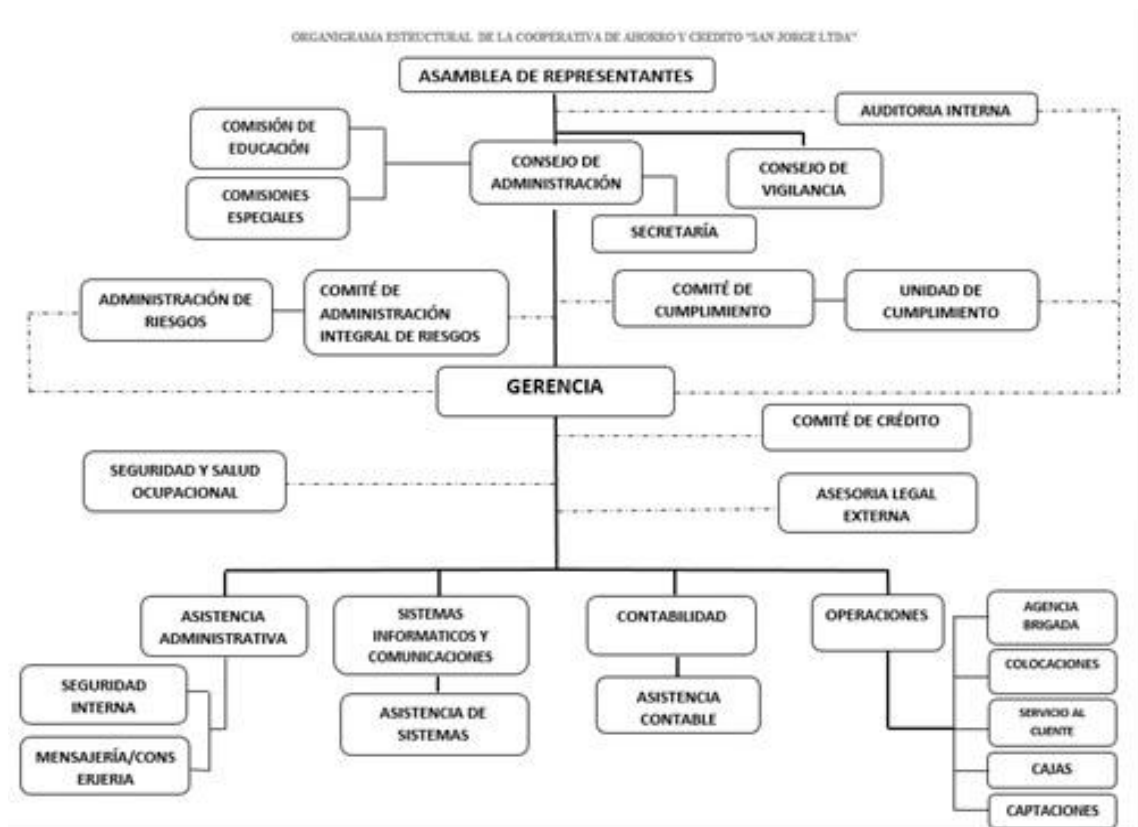 ORGANIGRAMA ESTRUCTURAL DE LA COOPERATIVA DE AHORRO Y CREDITO "SAN JORGE LTDA"
ASAMBLEA DE REPRESENTANTES
AUDITORIA INTERNA
COMISIÓN DE
EDUCACIÓN
CONSEJO DE
ADMINISTRACIÓN
CONSEJO DE
VIGILANCIA
COMISIONES
ESPECIALES
SECRETARÍA
ADMINISTRACIÓN DE
RIESGOS
COMITÉ DE
ADMINISTRACIÓN
INTEGRAL DE RIESGOS
COMITÉ DE
CUMPLIMIENTO
UNIDAD DE
CUMPLIMIENTO
GERENCIA
COMITÉ DE CRÉDITO
SEGURIDAD Y SALUD
OCUPACIONAL
ASESORIA LEGAL
EXTERNA
ASISTENCIA
ADMINISTRATIVA
SISTEMAS
INFORMATICOS Y
COMUNICACIONES
CONTABILIDAD
OPERACIONES
AGENCIA
BRIGADA
COLOCACIONES
SEGURIDAD
INTERNA
ASISTENCIA DE
SISTEMAS
ASISTENCIA
CONTABLE
SERVICIO AL
CLIENTE
MENSAJERÍA/CONS
ERJERIA
CAJAS
CAPTACIONES